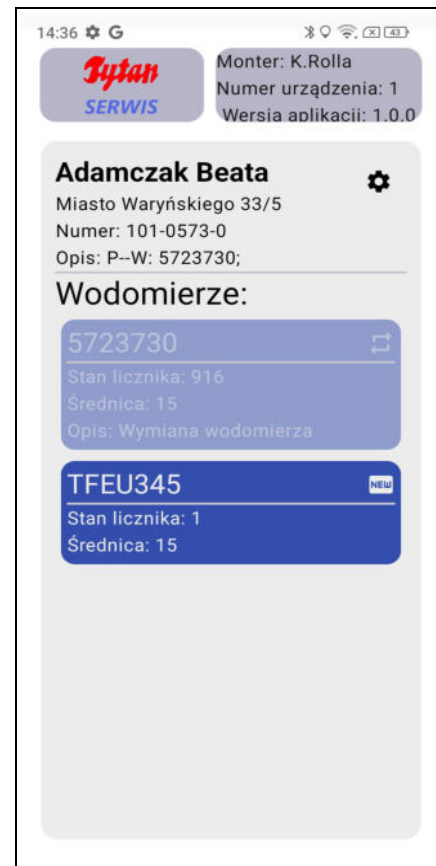 14:36 G 43
Tytan
SERWIS
Monter: K.Rolla
Numer urządzenia: 1
Wersja aplikacji: 1.0.0
Adamczak Beata
Miasto Waryńskiego 33/5
Numer: 101-0573-0
Opis: P--W: 5723730;
Wodomierze:
5723730
Stan licznika: 916
Średnica: 15
Opis: Wymiana wodomierza
TFEU345 NEW
Stan licznika: 1
Średnica: 15